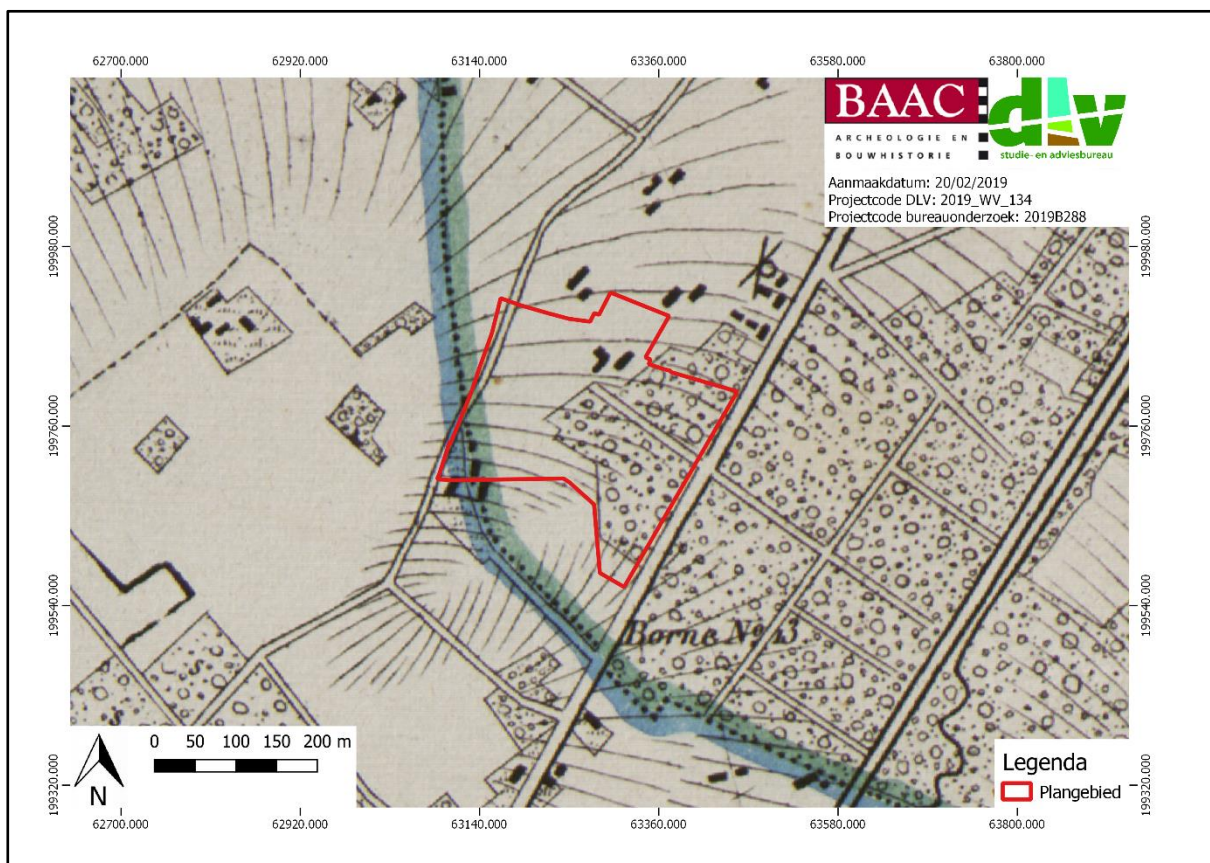 62700.000 62920.000 63140.000 63360.000 63580.000 63800.000
BAAC
ARCHEOLOGIE EN
BOUWHISTORIE
dlv
studie- en adviesbureau
Aanmaakdatum: 20/02/2019
Projectcode DLV: 2019_WV_134
Projectcode bureauonderzoek: 2019B288
199980.000 199980.000
199760.000 199760.000
199540.000 199540.000
Borne No. 13
0 50 100 150 200 m
N
Legenda
Plangebied
199320.000 199320.000
62700.000 62920.000 63140.000 63360.000 63580.000 63800.000